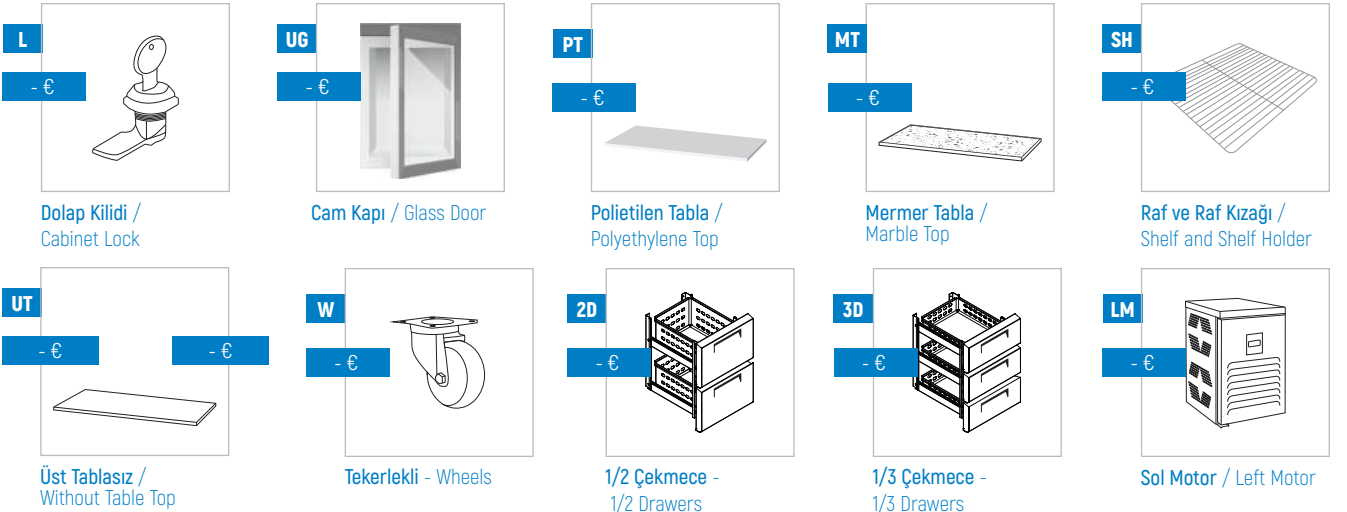 L
- €
Dolap Kilidi /
Cabinet Lock
UG
- €
Cam Kapı / Glass Door
PT
- €
Polietilen Tabla /
Polyethylene Top
MT
- €
Mermer Tabla /
Marble Top
SH
- €
Raf ve Raf Kızağı /
Shelf and Shelf Holder
UT
- €
- €
Üst Tablasız /
Without Table Top
W
- €
Tekerlekli - Wheels
2D
- €
1/2 Çekmece -
1/2 Drawers
3D
- €
1/3 Çekmece -
1/3 Drawers
LM
- €
Sol Motor / Left Motor